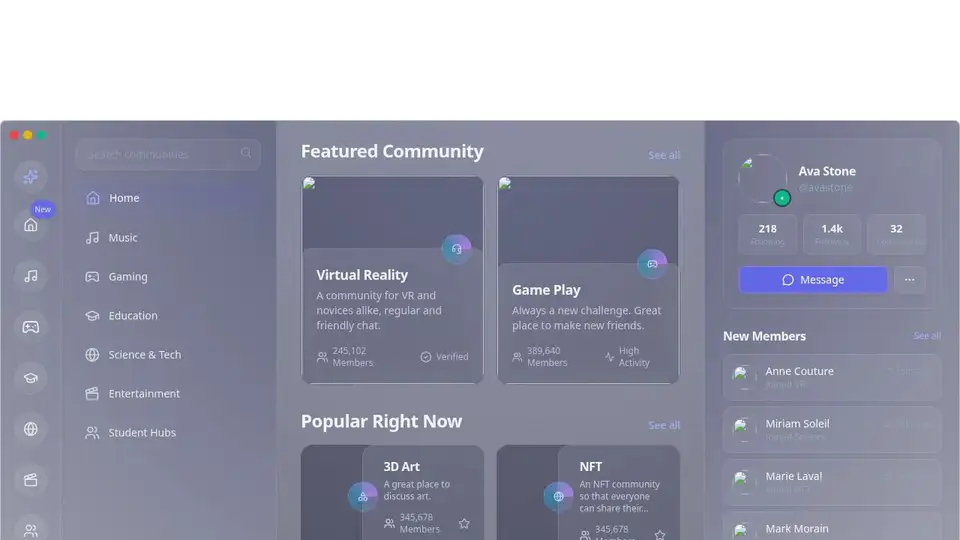 Search communities
New
Home
Music
Gaming
Education
Science & Tech
Entertainment
Student Hubs
Featured Community
See all
Virtual Reality
A community for VR and
novices alike, regular and
friendly chat.
245,102
Members
Verified
Game Play
Always a new challenge. Great
place to make new friends.
389,640
Members
High
Activity
Popular Right Now
See all
3D Art
A great place to
discuss art.
345,678
Members
NFT
An NFT community
so that everyone
can share their...
345,678
Members
Ava Stone
@avastone
218
Following
1.4k
Followers
32
Message
New Members
See all
Anne Couture
Joined VR
Miriam Soleil
Marie Laval
Mark Morain